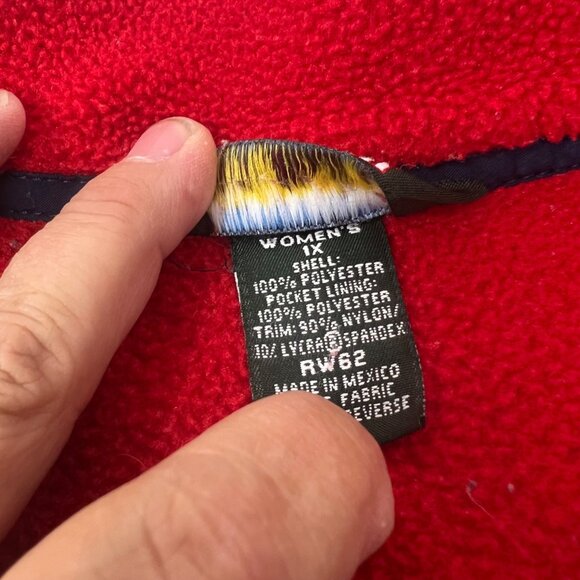 WOMEN'S
1X
SHELL:
100% POLYESTER
POCKET LINING:
100% POLYESTER
TRIM: 90% NYLON/
10% LYCRA® SPANDEX
RW62
MADE IN MEXICO
FABRIC
REVERSE